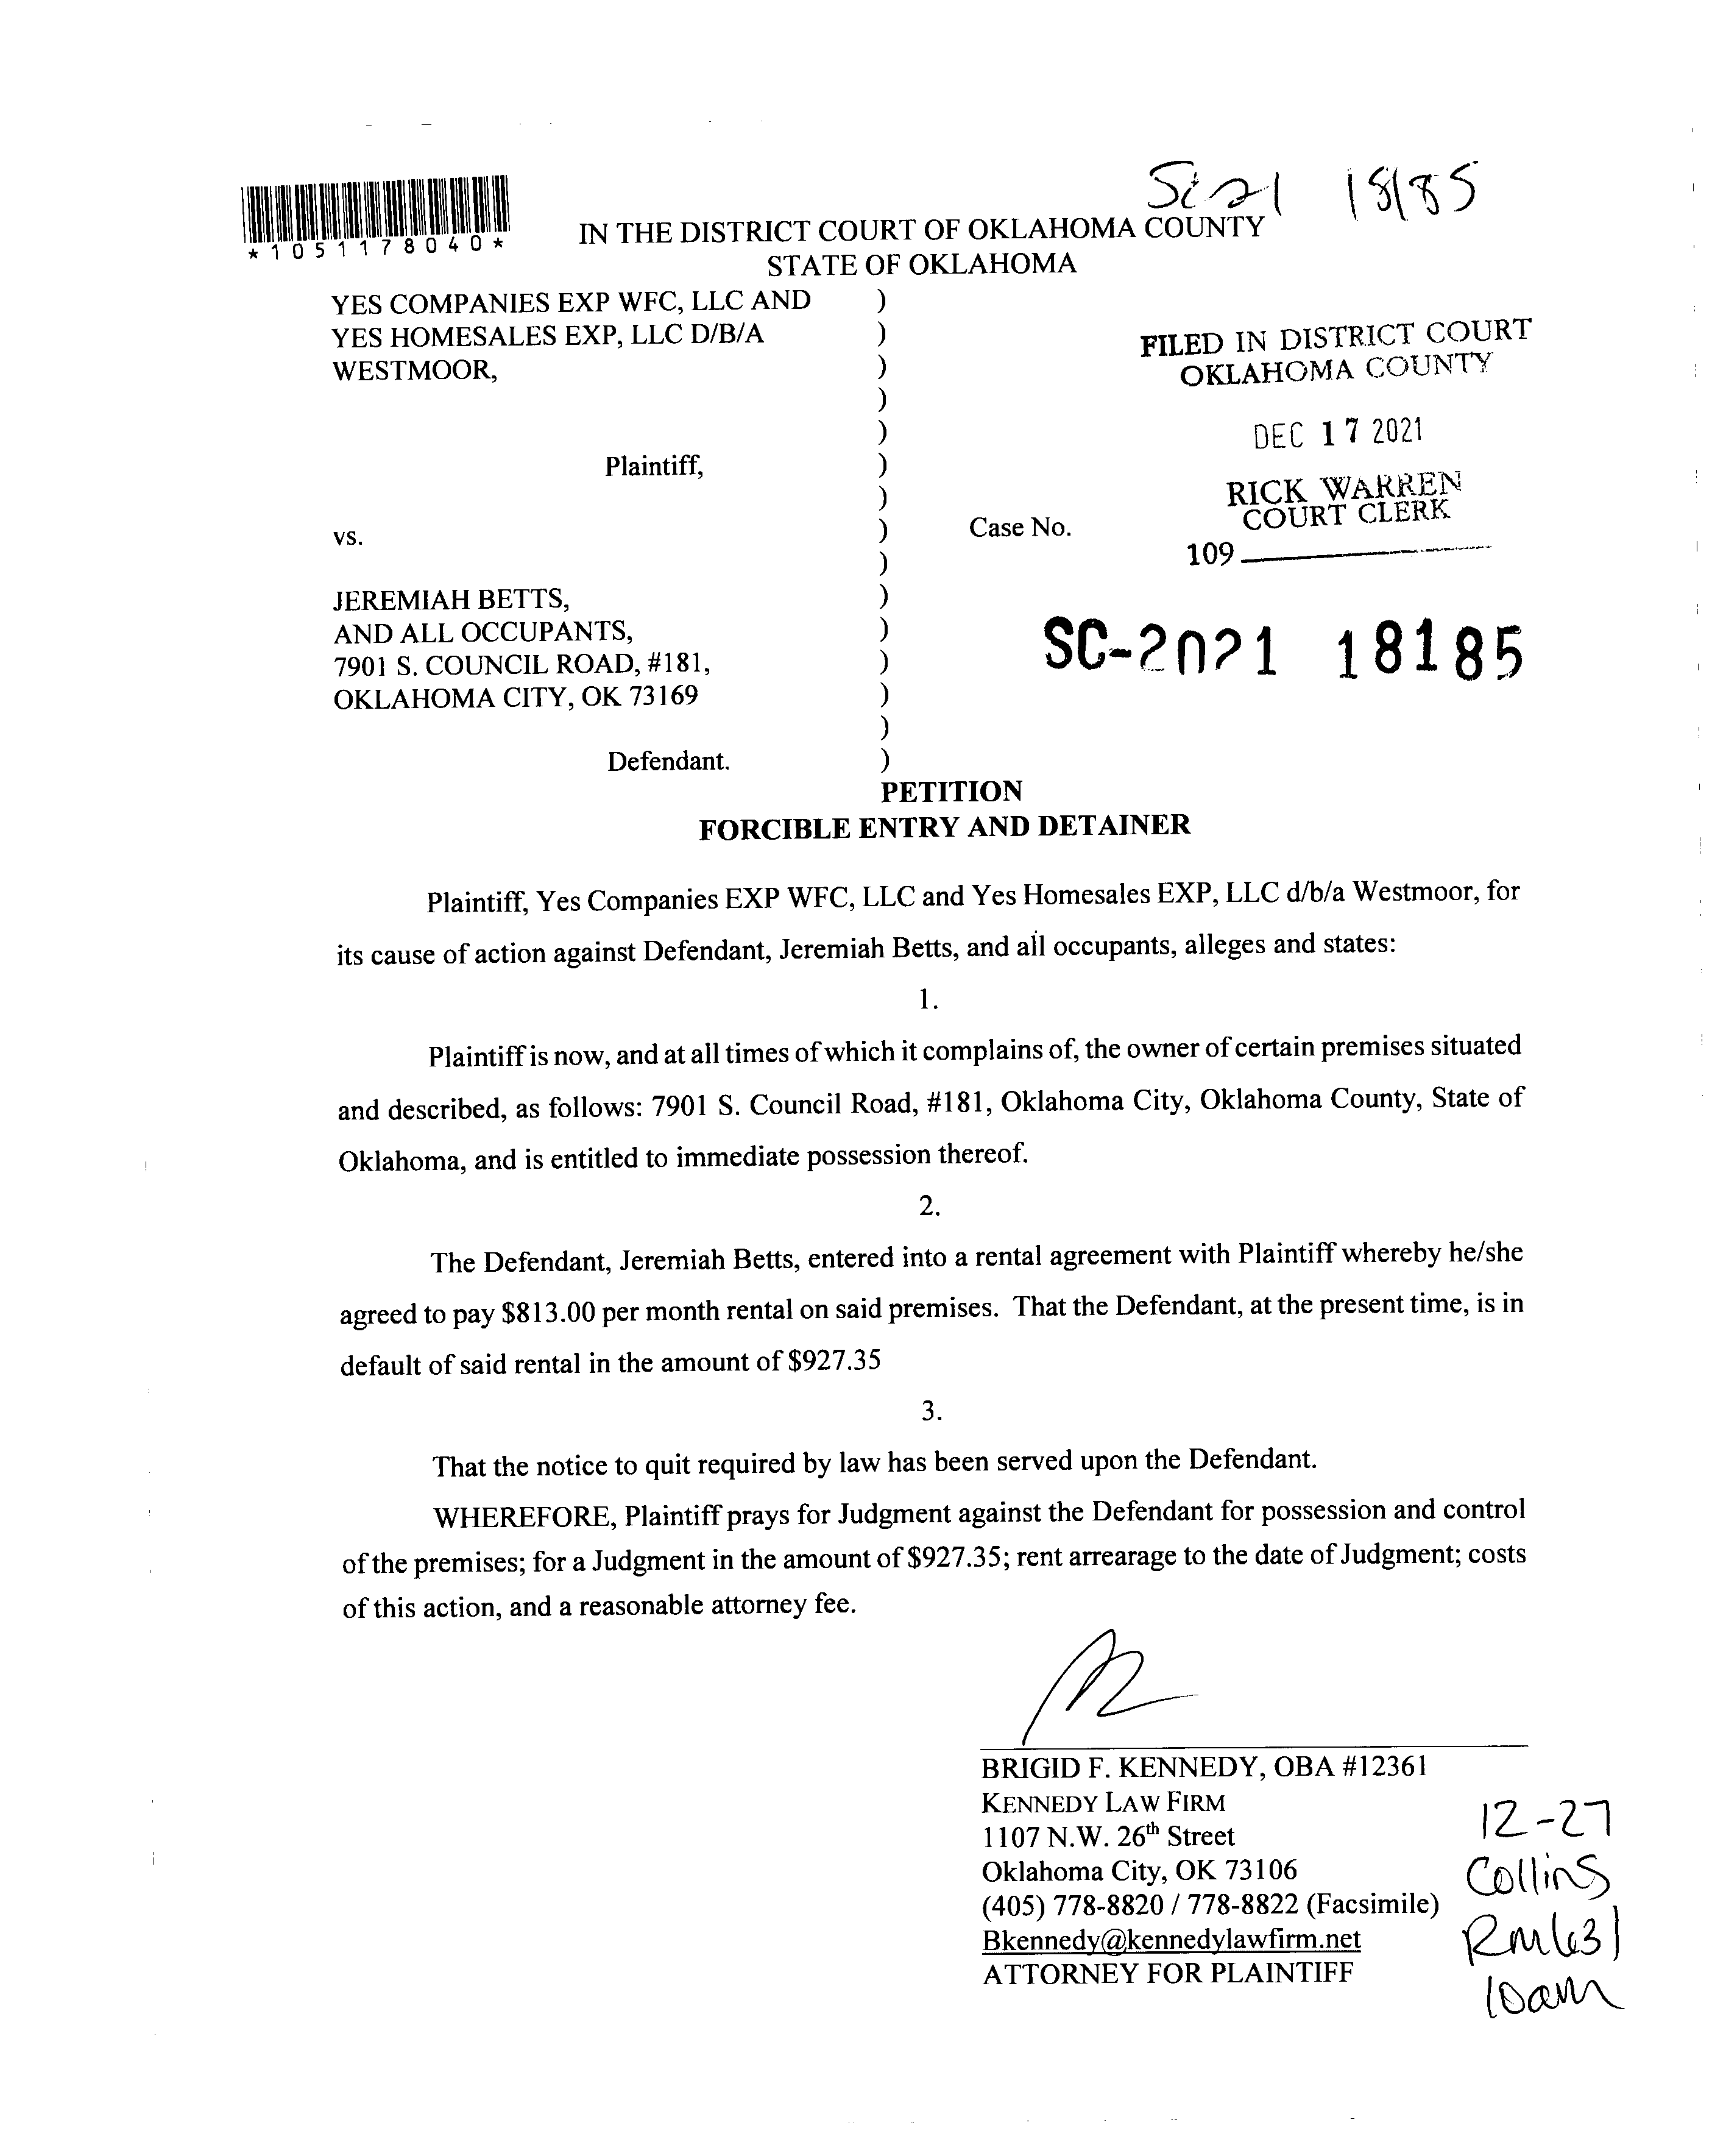 SC21 18185
*1051178040*
IN THE DISTRICT COURT OF OKLAHOMA COUNTY
STATE OF OKLAHOMA
YES COMPANIES EXP WFC, LLC AND )
YES HOMESALES EXP, LLC D/B/A )
WESTMOOR, )
)
)
Plaintiff, )
)
vs. )
)
JEREMIAH BETTS, )
AND ALL OCCUPANTS, )
7901 S. COUNCIL ROAD, #181, )
OKLAHOMA CITY, OK 73169 )
)
Defendant. )
FILED IN DISTRICT COURT
OKLAHOMA COUNTY
DEC 17 2021
RICK WARREN
COURT CLERK
Case No.
109
SC-2021 18185
PETITION
FORCIBLE ENTRY AND DETAINER
Plaintiff, Yes Companies EXP WFC, LLC and Yes Homesales EXP, LLC d/b/a Westmoor, for
its cause of action against Defendant, Jeremiah Betts, and all occupants, alleges and states:
1.
Plaintiff is now, and at all times of which it complains of, the owner of certain premises situated
and described, as follows: 7901 S. Council Road, #181, Oklahoma City, Oklahoma County, State of
Oklahoma, and is entitled to immediate possession thereof.
2.
The Defendant, Jeremiah Betts, entered into a rental agreement with Plaintiff whereby he/she
agreed to pay $813.00 per month rental on said premises. That the Defendant, at the present time, is in
default of said rental in the amount of $927.35
3.
That the notice to quit required by law has been served upon the Defendant.
WHEREFORE, Plaintiff prays for Judgment against the Defendant for possession and control
of the premises; for a Judgment in the amount of $927.35; rent arrearage to the date of Judgment; costs
of this action, and a reasonable attorney fee.
BRIGID F. KENNEDY, OBA #12361
KENNEDY LAW FIRM
1107 N.W. 26th Street
Oklahoma City, OK 73106
(405) 778-8820 / 778-8822 (Facsimile)
Bkennedy@kennedylawfirm.net
ATTORNEY FOR PLAINTIFF
12-27
Collins
Rm 631
10am